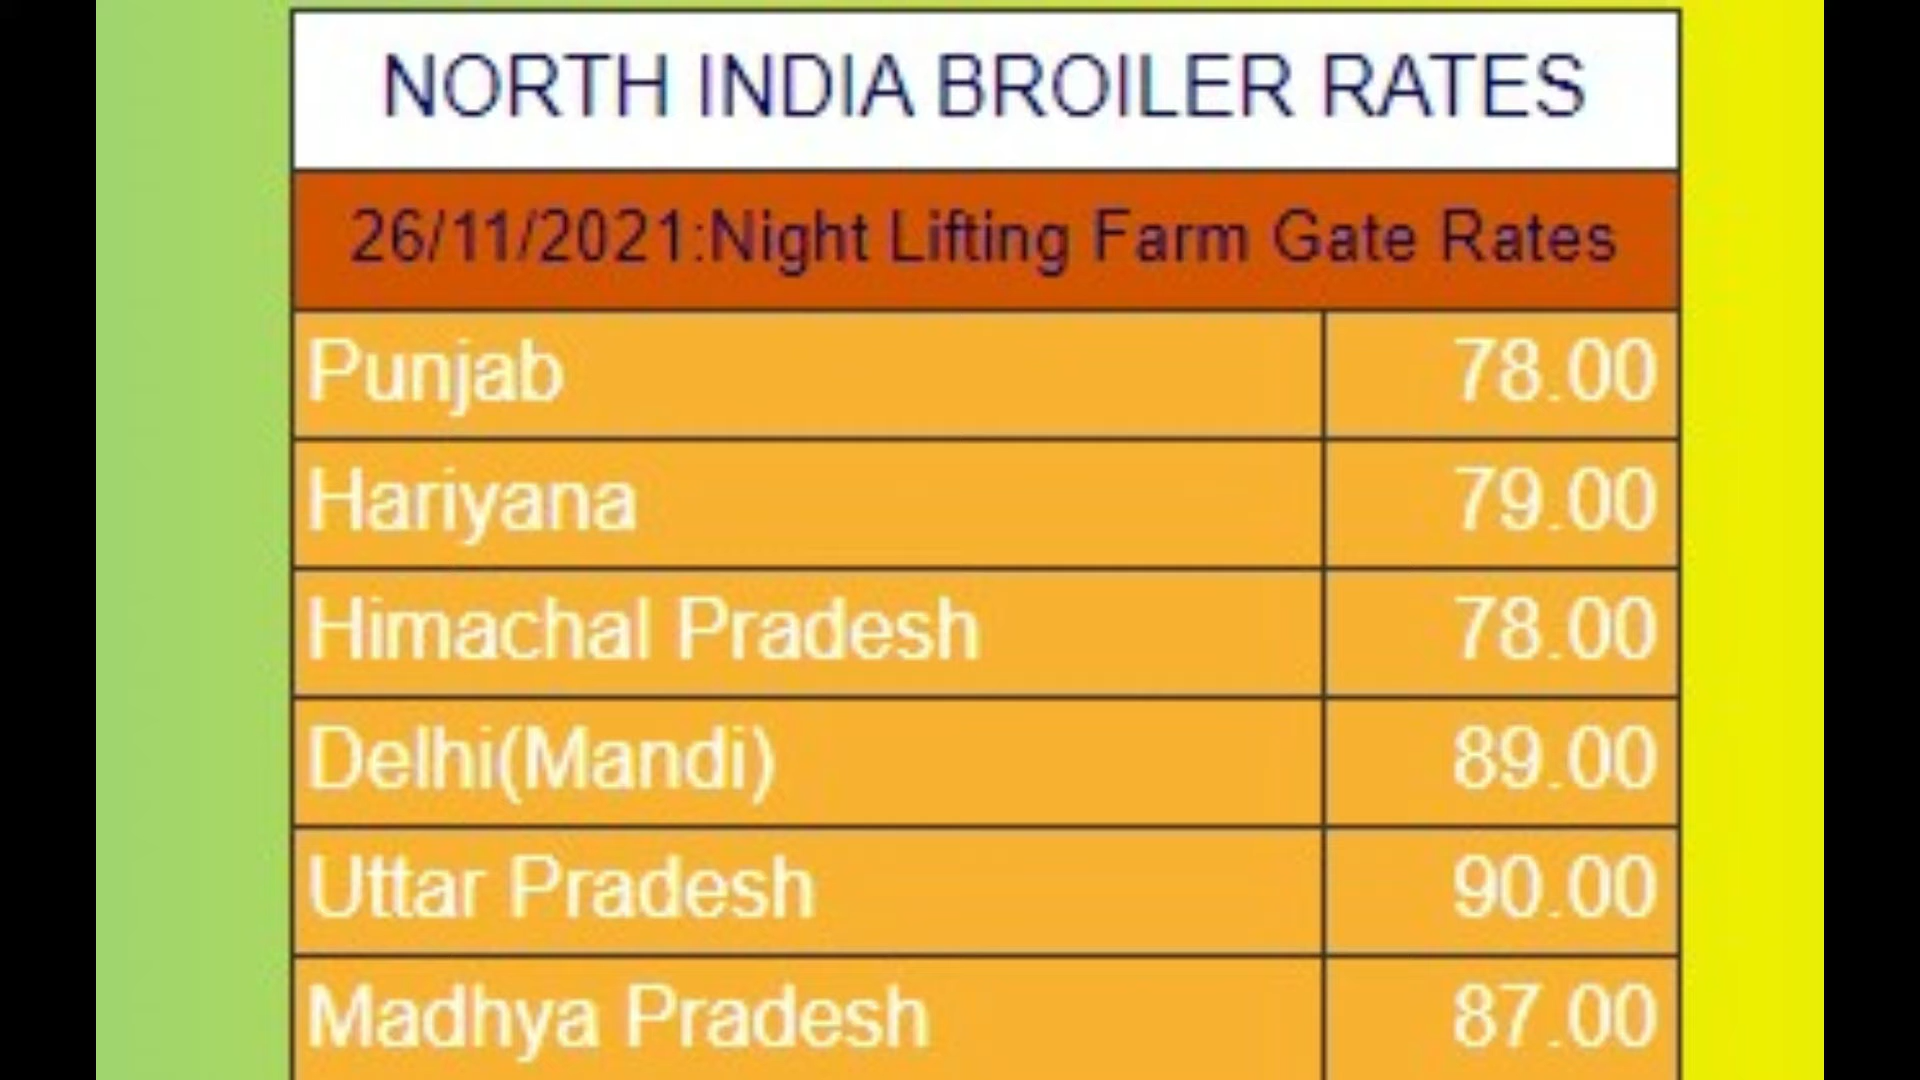 NORTH INDIA BROILER RATES
26/11/2021:Night Lifting Farm Gate Rates
Punjab 78.00
Hariyana 79.00
Himachal Pradesh 78.00
Delhi(Mandi) 89.00
Uttar Pradesh 90.00
Madhya Pradesh 87.00